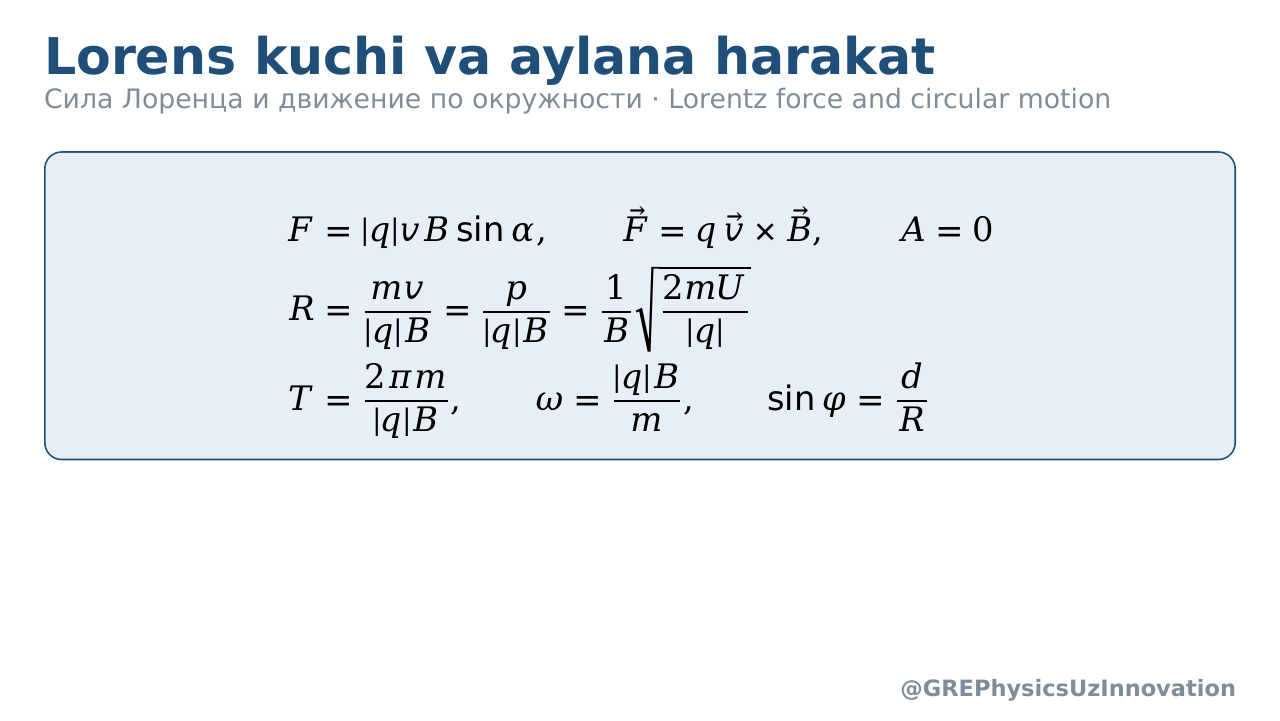 Lorens kuchi va aylana harakat
Сила Лоренца и движение по окружности · Lorentz force and circular motion
F = |q|vB sin α, F⃗ = q v⃗ × B⃗, A = 0
R = mv/|q|B = p/|q|B = 1/B √(2mU/|q|)
T = 2πm/|q|B, ω = |q|B/m, sin φ = d/R
@GREPhysicsUzInnovation